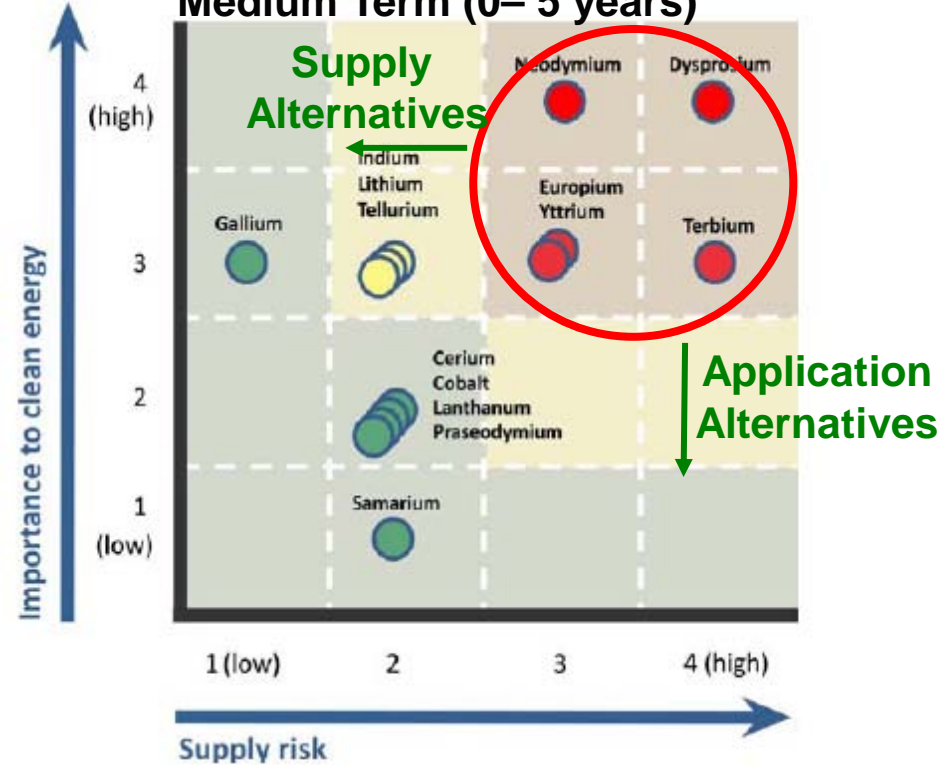 Medium Term (0– 5 years)
Supply
Alternatives
Neodymium
Dysprosium
4
(high)
Indium
Lithium
Tellurium
Europium
Yttrium
Gallium
Terbium
3
Importance to clean energy
Cerium
Cobalt
Lanthanum
Praseodymium
2
Application
Alternatives
Samarium
1
(low)
1 (low)
2
3
4 (high)
Supply risk